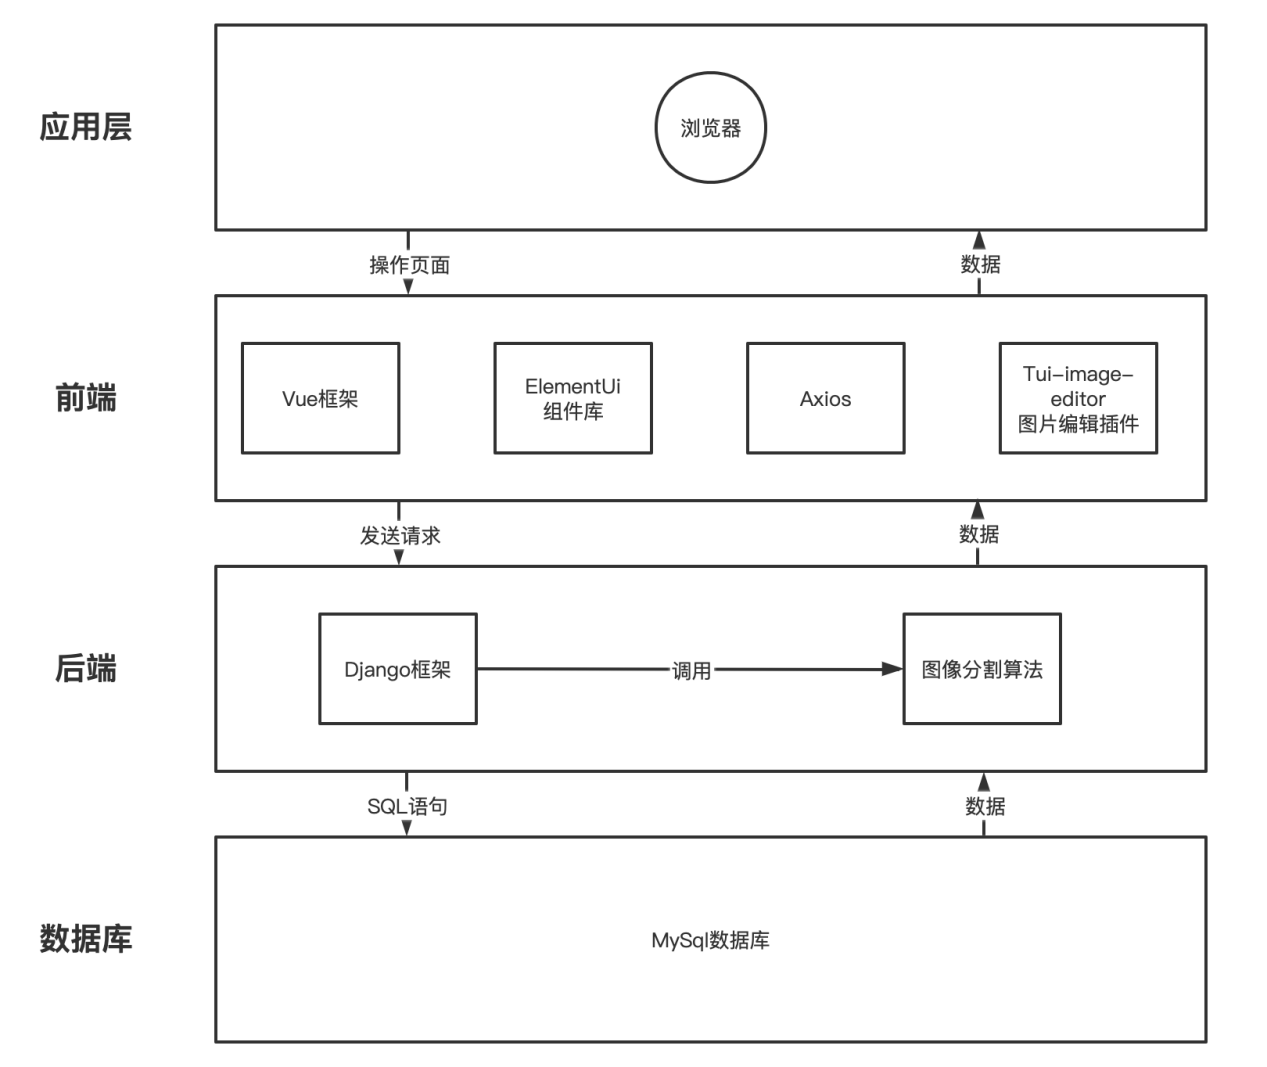 应用层
浏览器
操作页面
数据
前端
Vue框架
ElementUi
组件库
Axios
Tui-image-
editor
图片编辑插件
发送请求
数据
后端
Django框架
调用
图像分割算法
SQL语句
数据
数据库
MySql数据库